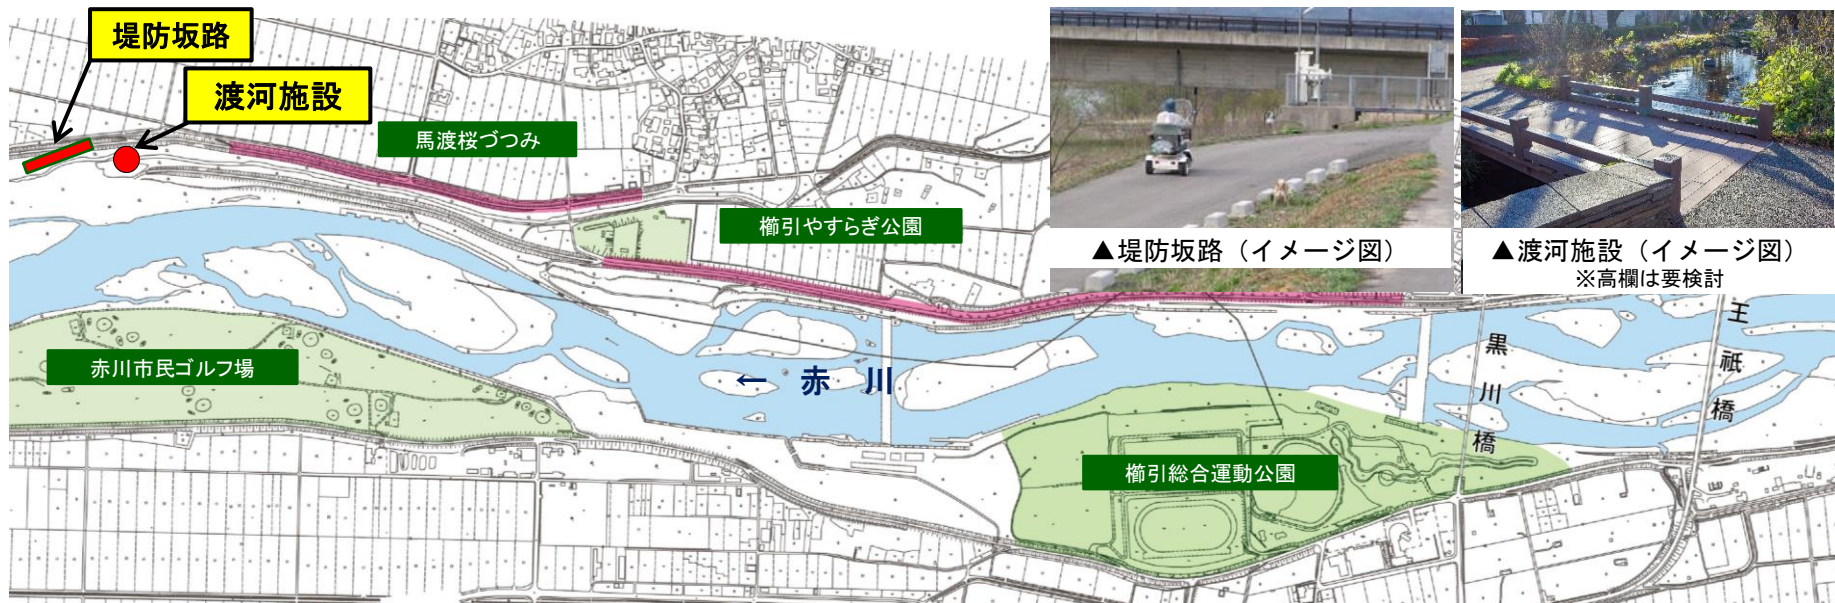 堤防坂路
渡河施設
馬渡桜づつみ
櫛引やすらぎ公園
▲堤防坂路（イメージ図）
▲渡河施設（イメージ図）
※高欄は要検討
赤川市民ゴルフ場
← 赤 川
黒川橋
王祇橋
櫛引総合運動公園